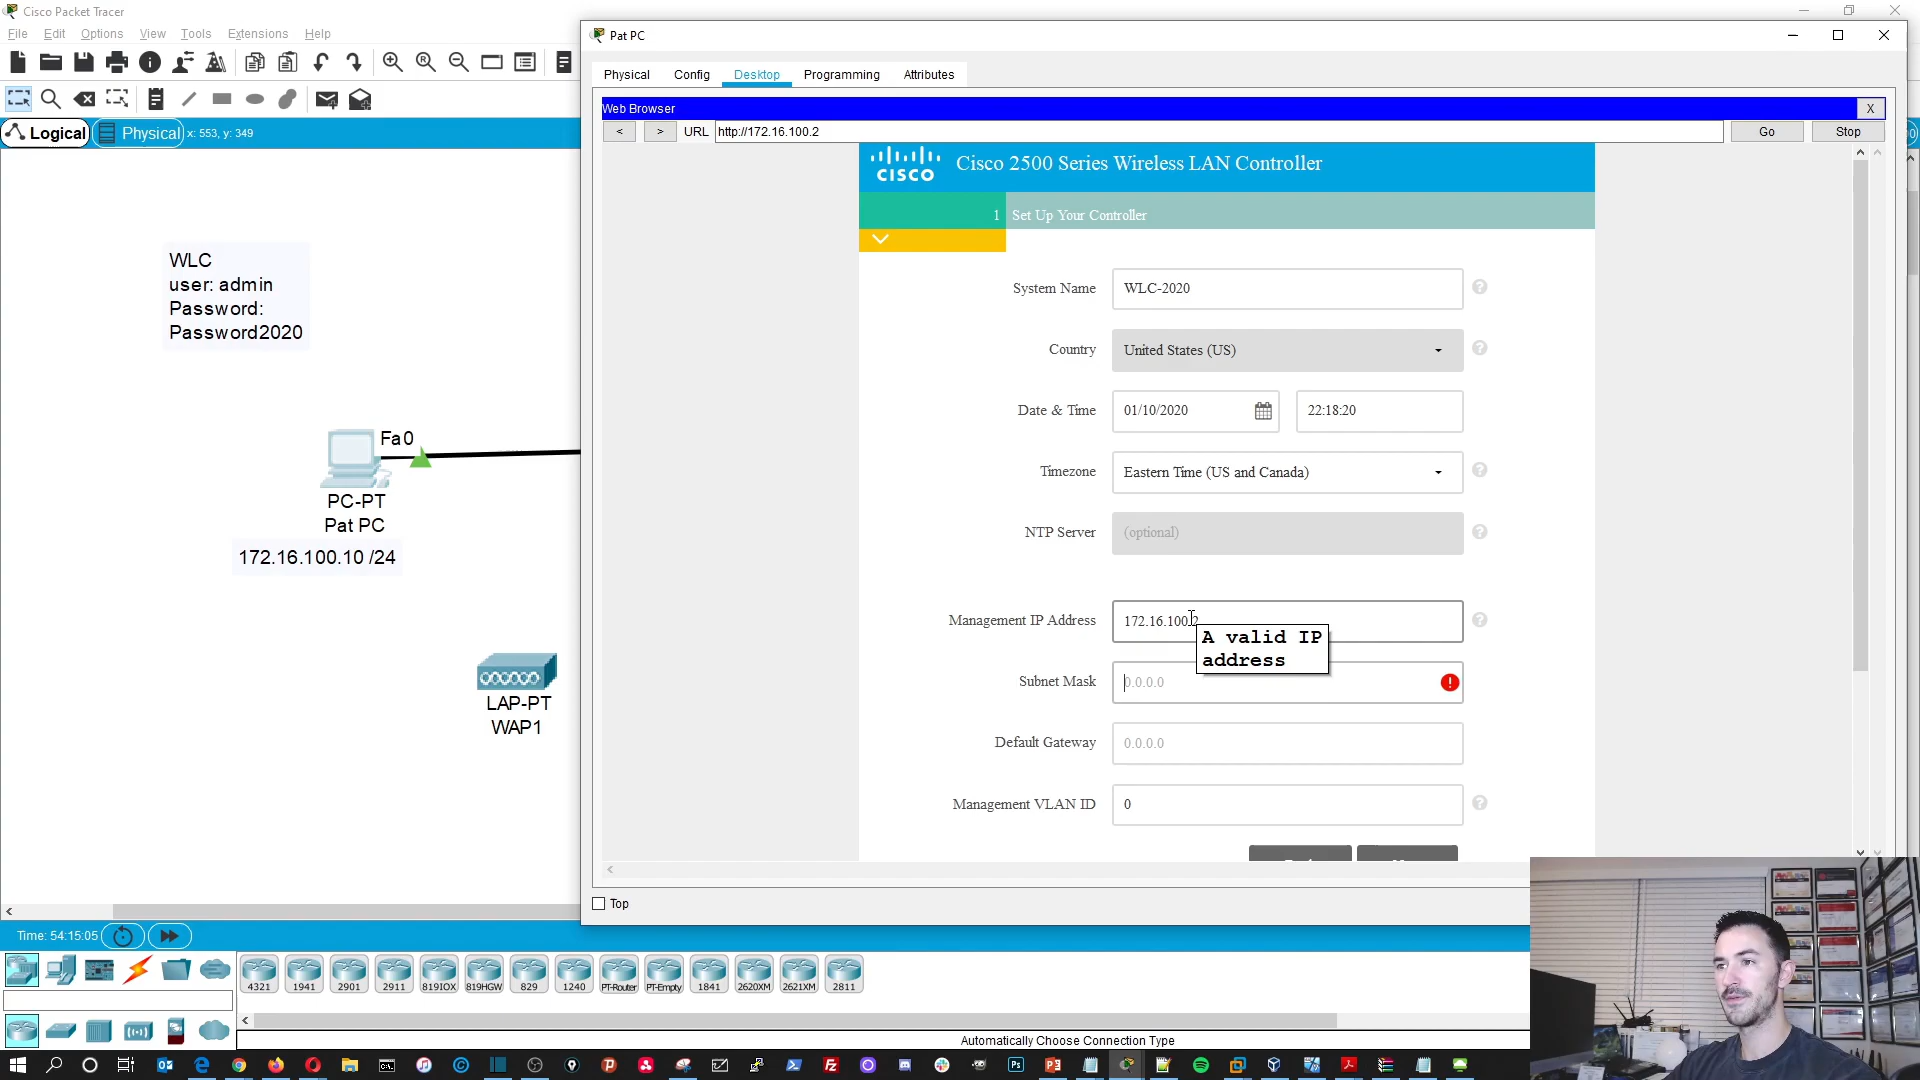 Cisco Packet Tracer
File Edit Options View Tools Extensions Help
Logical Physical x: 553, y: 349
WLC
user: admin
Password:
Password2020
Fa0
PC-PT
Pat PC
172.16.100.10 /24
LAP-PT
WAP1
Pat PC
Physical Config Desktop Programming Attributes
Web Browser X
< > URL http://172.16.100.2 Go Stop
CISCO Cisco 2500 Series Wireless LAN Controller
1 Set Up Your Controller
System Name WLC-2020 ?
Country United States (US) ?
Date & Time 01/10/2020 22:18:20
Timezone Eastern Time (US and Canada) ?
NTP Server (optional) ?
Management IP Address 172.16.100.2 ?
A valid IP
address
Subnet Mask 0.0.0.0 !
Default Gateway 0.0.0.0
Management VLAN ID 0 ?
Top
Time: 54:15:05
4321 1941 2901 2911 819IOX 819HGW 829 1240 PT-Router PT-Empty 1841 2620XM 2621XM 2811
Automatically Choose Connection Type